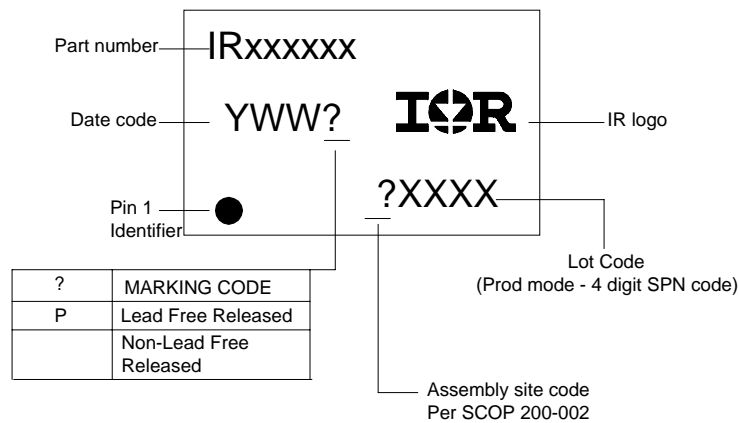 Part number
IRxxxxxx
Date code
YWW?
IOR
IR logo
?XXXX
Pin 1
Identifier
Lot Code
(Prod mode - 4 digit SPN code)
? MARKING CODE
P Lead Free Released
Non-Lead Free
Released
Assembly site code
Per SCOP 200-002